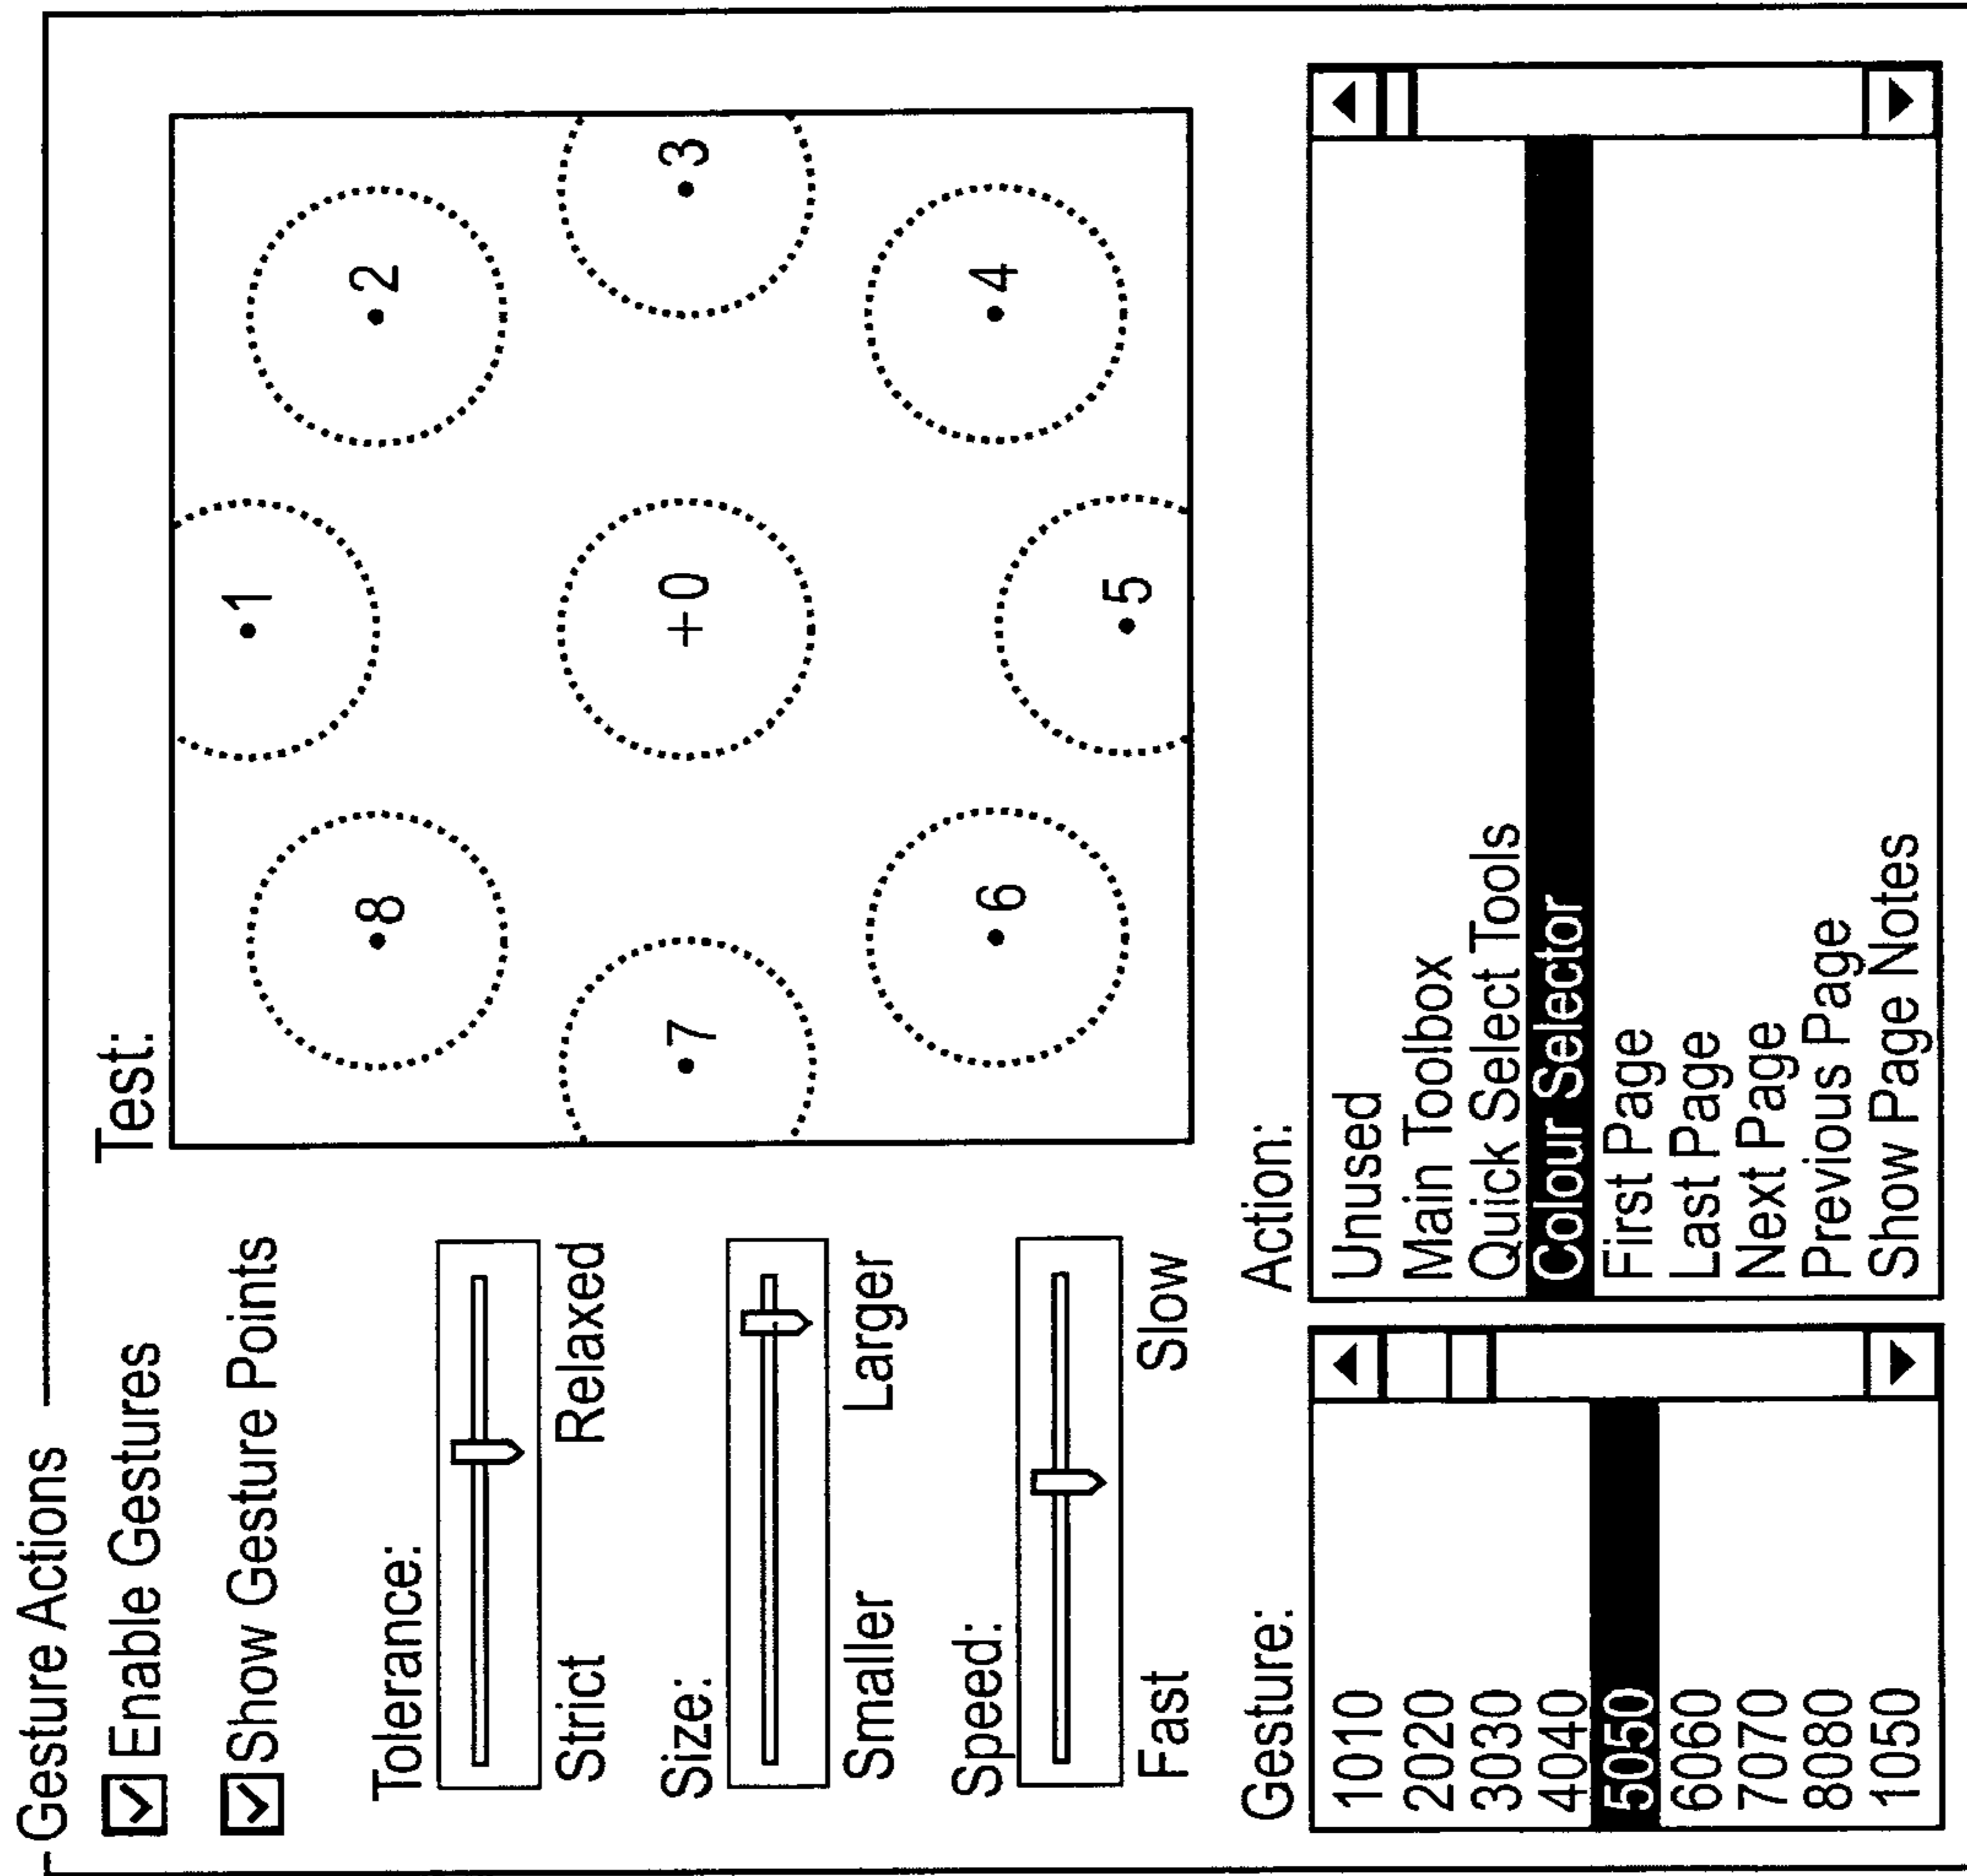 Gesture Actions
Enable Gestures
Show Gesture Points
Tolerance:
Strict Relaxed
Size:
Smaller Larger
Speed:
Fast Slow
Test:
8 1 2
7 +0 3
6 5 4
Gesture:
1010
2020
3030
4040
5050
6060
7070
8080
1050
Action:
Unused
Main Toolbox
Quick Select Tools
Colour Selector
First Page
Last Page
Next Page
Previous Page
Show Page Notes